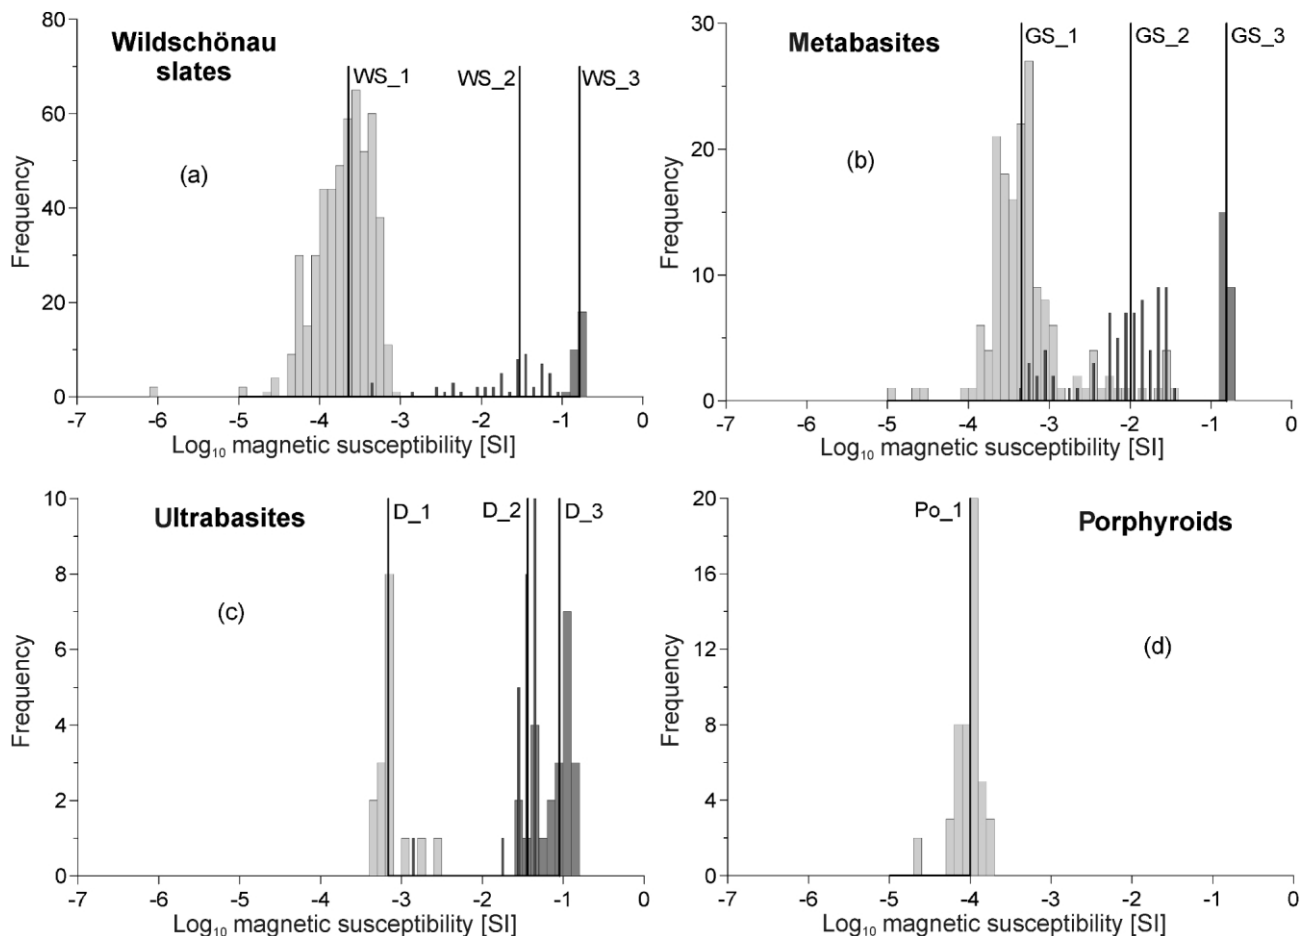 Wildschönau
slates
WS_1
WS_2
WS_3
(a)
Frequency
80
60
40
20
0
-7
-6
-5
-4
-3
-2
-1
0
Log₁₀ magnetic susceptibility [SI]
Metabasites
GS_1
GS_2
GS_3
(b)
Frequency
30
20
10
0
-7
-6
-5
-4
-3
-2
-1
0
Log₁₀ magnetic susceptibility [SI]
Ultrabasites
D_1
D_2
D_3
(c)
Frequency
10
8
6
4
2
0
-7
-6
-5
-4
-3
-2
-1
0
Log₁₀ magnetic susceptibility [SI]
Porphyroids
Po_1
(d)
Frequency
20
16
12
8
4
0
-7
-6
-5
-4
-3
-2
-1
0
Log₁₀ magnetic susceptibility [SI]